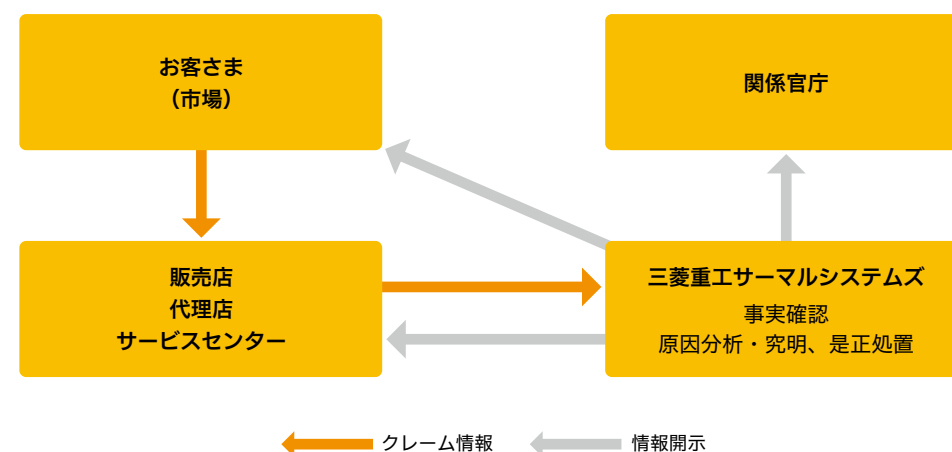 お客さま
（市場）
関係官庁
販売店
代理店
サービスセンター
三菱重工サーマルシステムズ
事実確認
原因分析・究明、是正処置
クレーム情報
情報開示